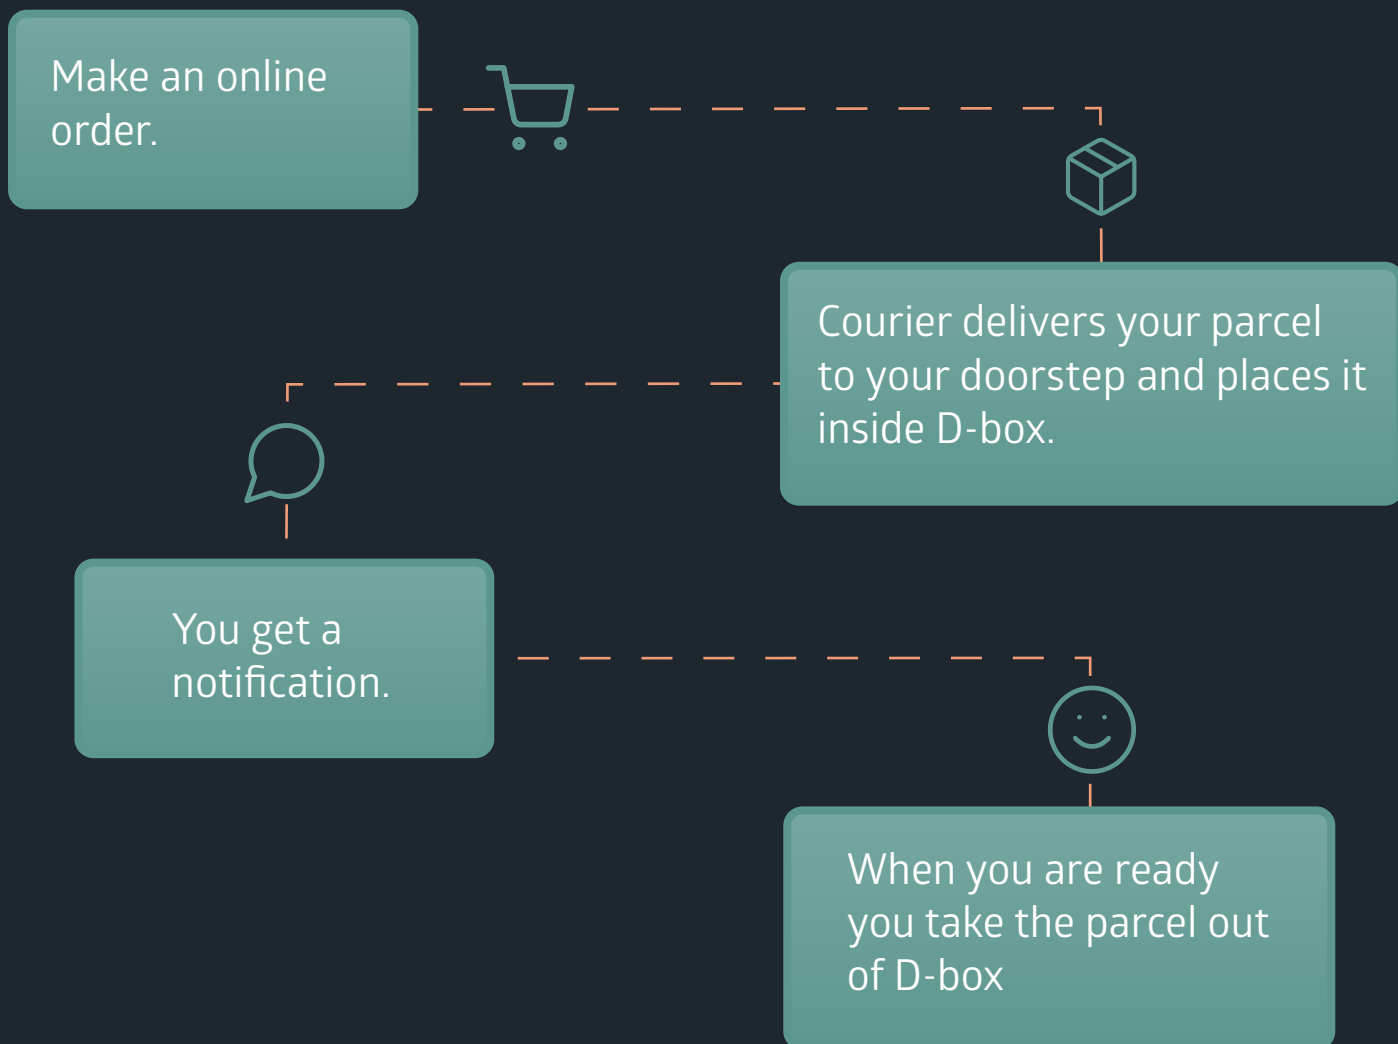 Make an online
order.
Courier delivers your parcel
to your doorstep and places it
inside D-box.
You get a
notification.
When you are ready
you take the parcel out
of D-box